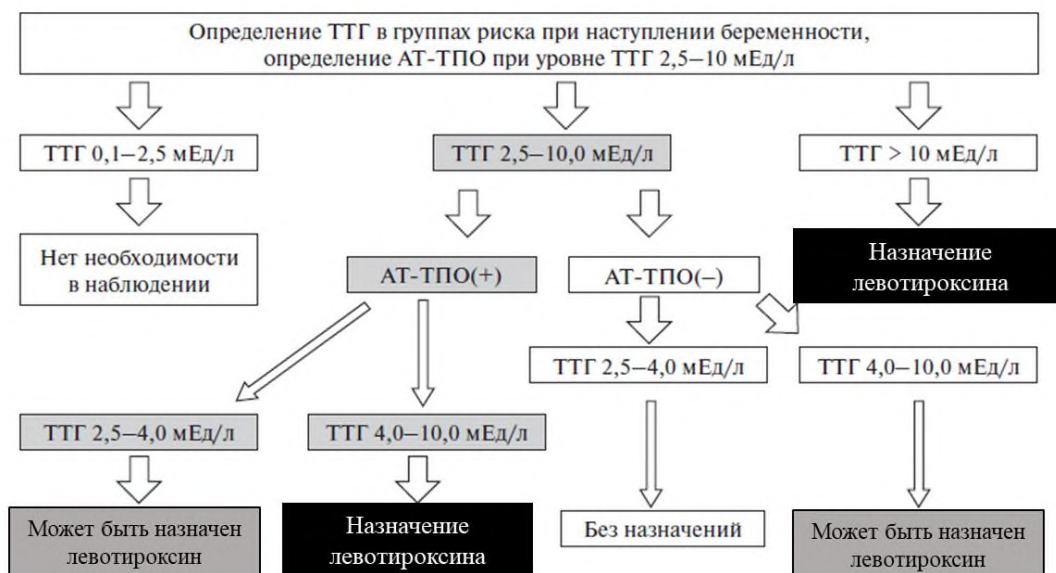 Определение ТТГ в группах риска при наступлении беременности,
определение АТ-ТПО при уровне ТТГ 2,5–10 мЕд/л
ТТГ 0,1–2,5 мЕд/л
ТТГ 2,5–10,0 мЕд/л
ТТГ > 10 мЕд/л
Нет необходимости
в наблюдении
АТ-ТПО(+)
АТ-ТПО(–)
Назначение
левотироксина
ТТГ 2,5–4,0 мЕд/л
ТТГ 4,0–10,0 мЕд/л
ТТГ 2,5–4,0 мЕд/л
ТТГ 4,0–10,0 мЕд/л
Может быть назначен
левотироксин
Назначение
левотироксина
Без назначений
Может быть назначен
левотироксин